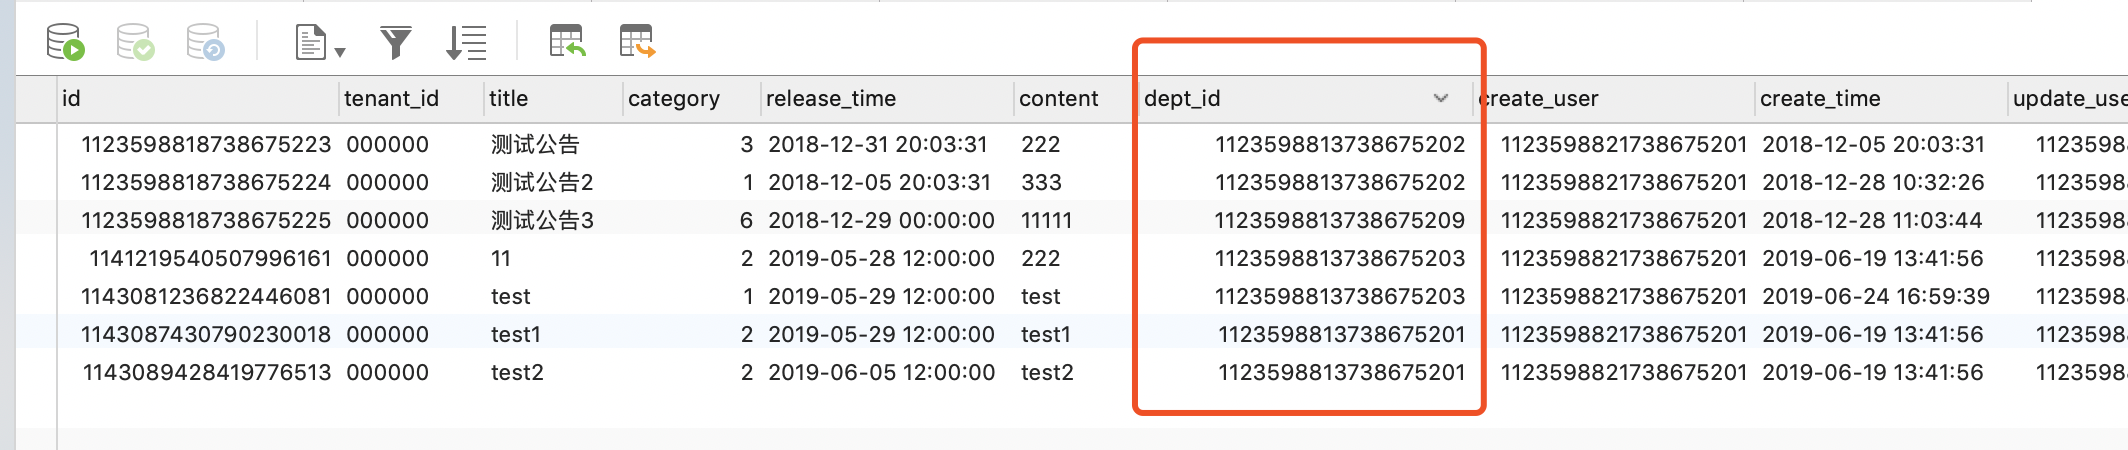 id tenant_id title category release_time content dept_id create_user create_time update_use
1123598818738675223 000000 测试公告 3 2018-12-31 20:03:31 222 1123598813738675202 1123598821738675201 2018-12-05 20:03:31 1123598
1123598818738675224 000000 测试公告2 1 2018-12-05 20:03:31 333 1123598813738675202 1123598821738675201 2018-12-28 10:32:26 1123598
1123598818738675225 000000 测试公告3 6 2018-12-29 00:00:00 11111 1123598813738675209 1123598821738675201 2018-12-28 11:03:44 1123598
1141219540507996161 000000 11 2 2019-05-28 12:00:00 222 1123598813738675203 1123598821738675201 2019-06-19 13:41:56 1123598
1143081236822446081 000000 test 1 2019-05-29 12:00:00 test 1123598813738675203 1123598821738675201 2019-06-24 16:59:39 1123598
1143087430790230018 000000 test1 2 2019-05-29 12:00:00 test1 1123598813738675201 1123598821738675201 2019-06-19 13:41:56 1123598
1143089428419776513 000000 test2 2 2019-06-05 12:00:00 test2 1123598813738675201 1123598821738675201 2019-06-19 13:41:56 1123598